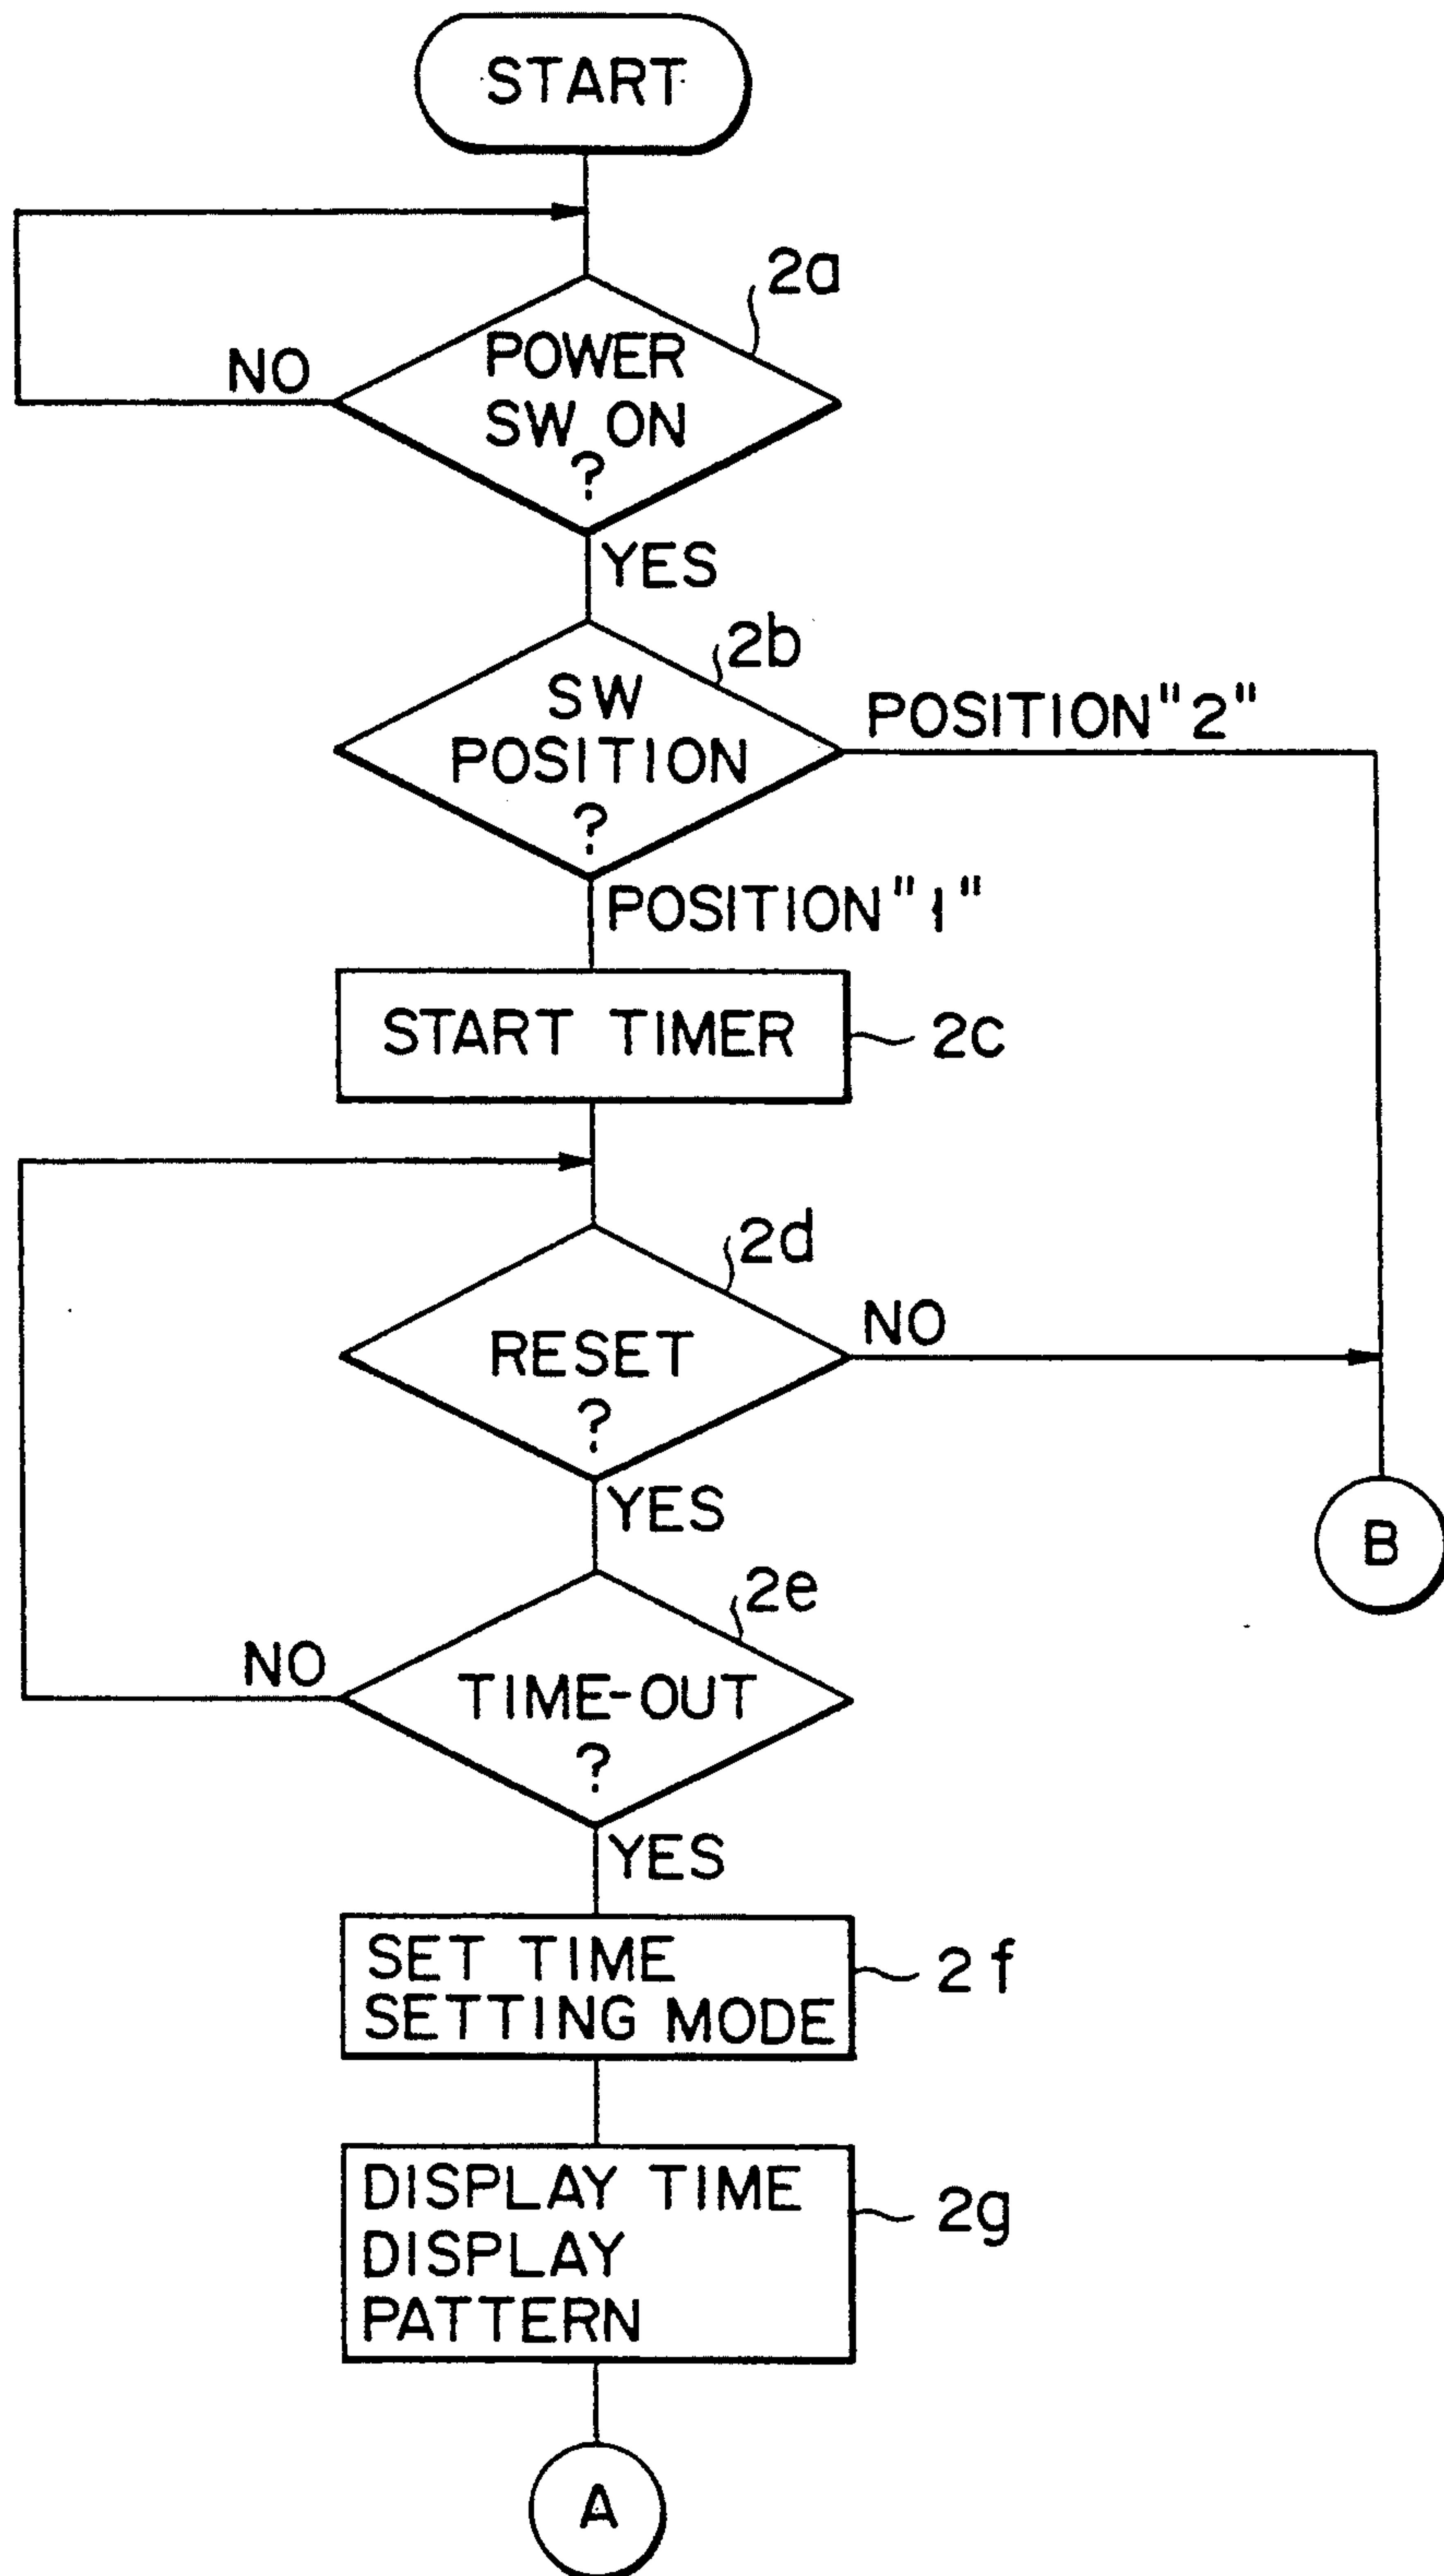 START
2a
POWER
NO
SW ON
?
YES
2b
SW
POSITION "2"
POSITION
?
POSITION "1"
START TIMER
2c
2d
NO
RESET
?
YES
B
2e
NO
TIME-OUT
?
YES
SET TIME
2f
SETTING MODE
DISPLAY TIME
2g
DISPLAY
PATTERN
A